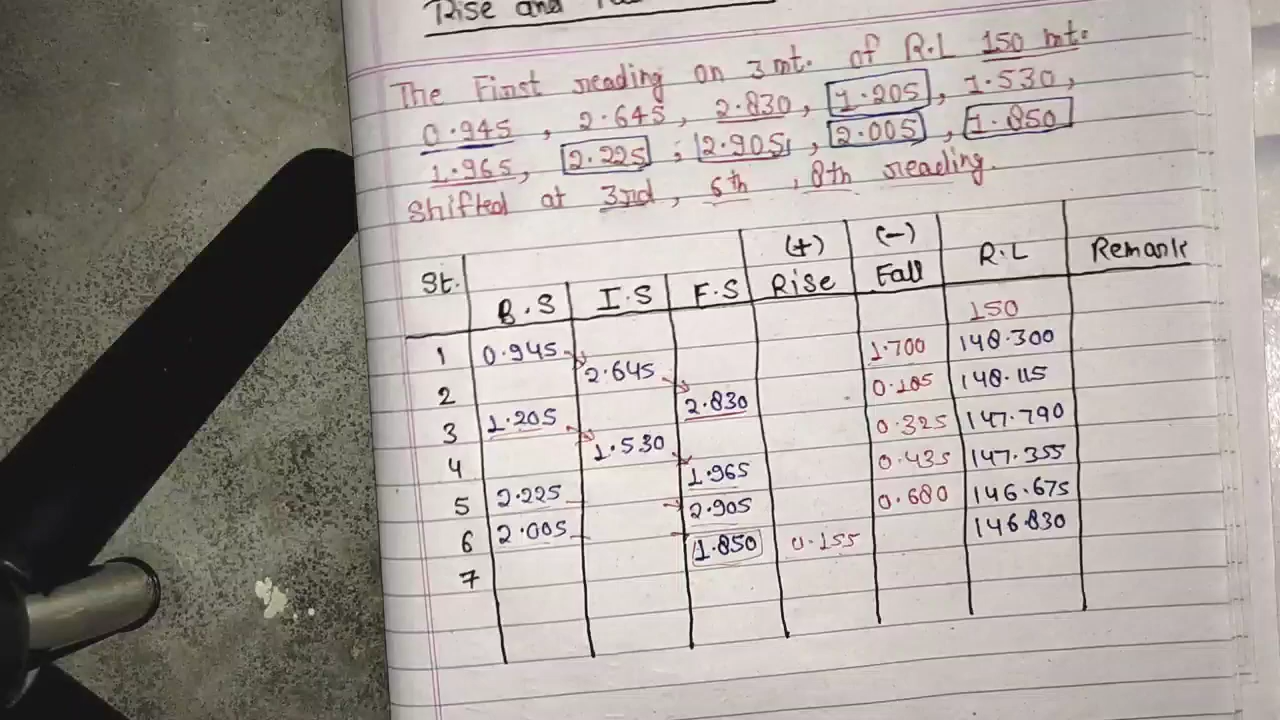 Rise and
The First reading on 3 mt. of R.L 150 mt.
0.945, 2.645, 2.830, 1.205, 1.530,
1.965, 2.225, 2.905, 2.005, 1.850
Shifted at 3rd, 6th, 8th reading.
St. B.S I.S F.S (+) Rise (-) Fall R.L Remark
150
1 0.945 1.700 148.300
2 2.645 0.185 148.115
3 1.205 2.830 0.325 147.790
4 1.530 0.435 147.355
5 2.225 1.965 0.680 146.675
6 2.005 2.905 146.830
7 1.850 0.155